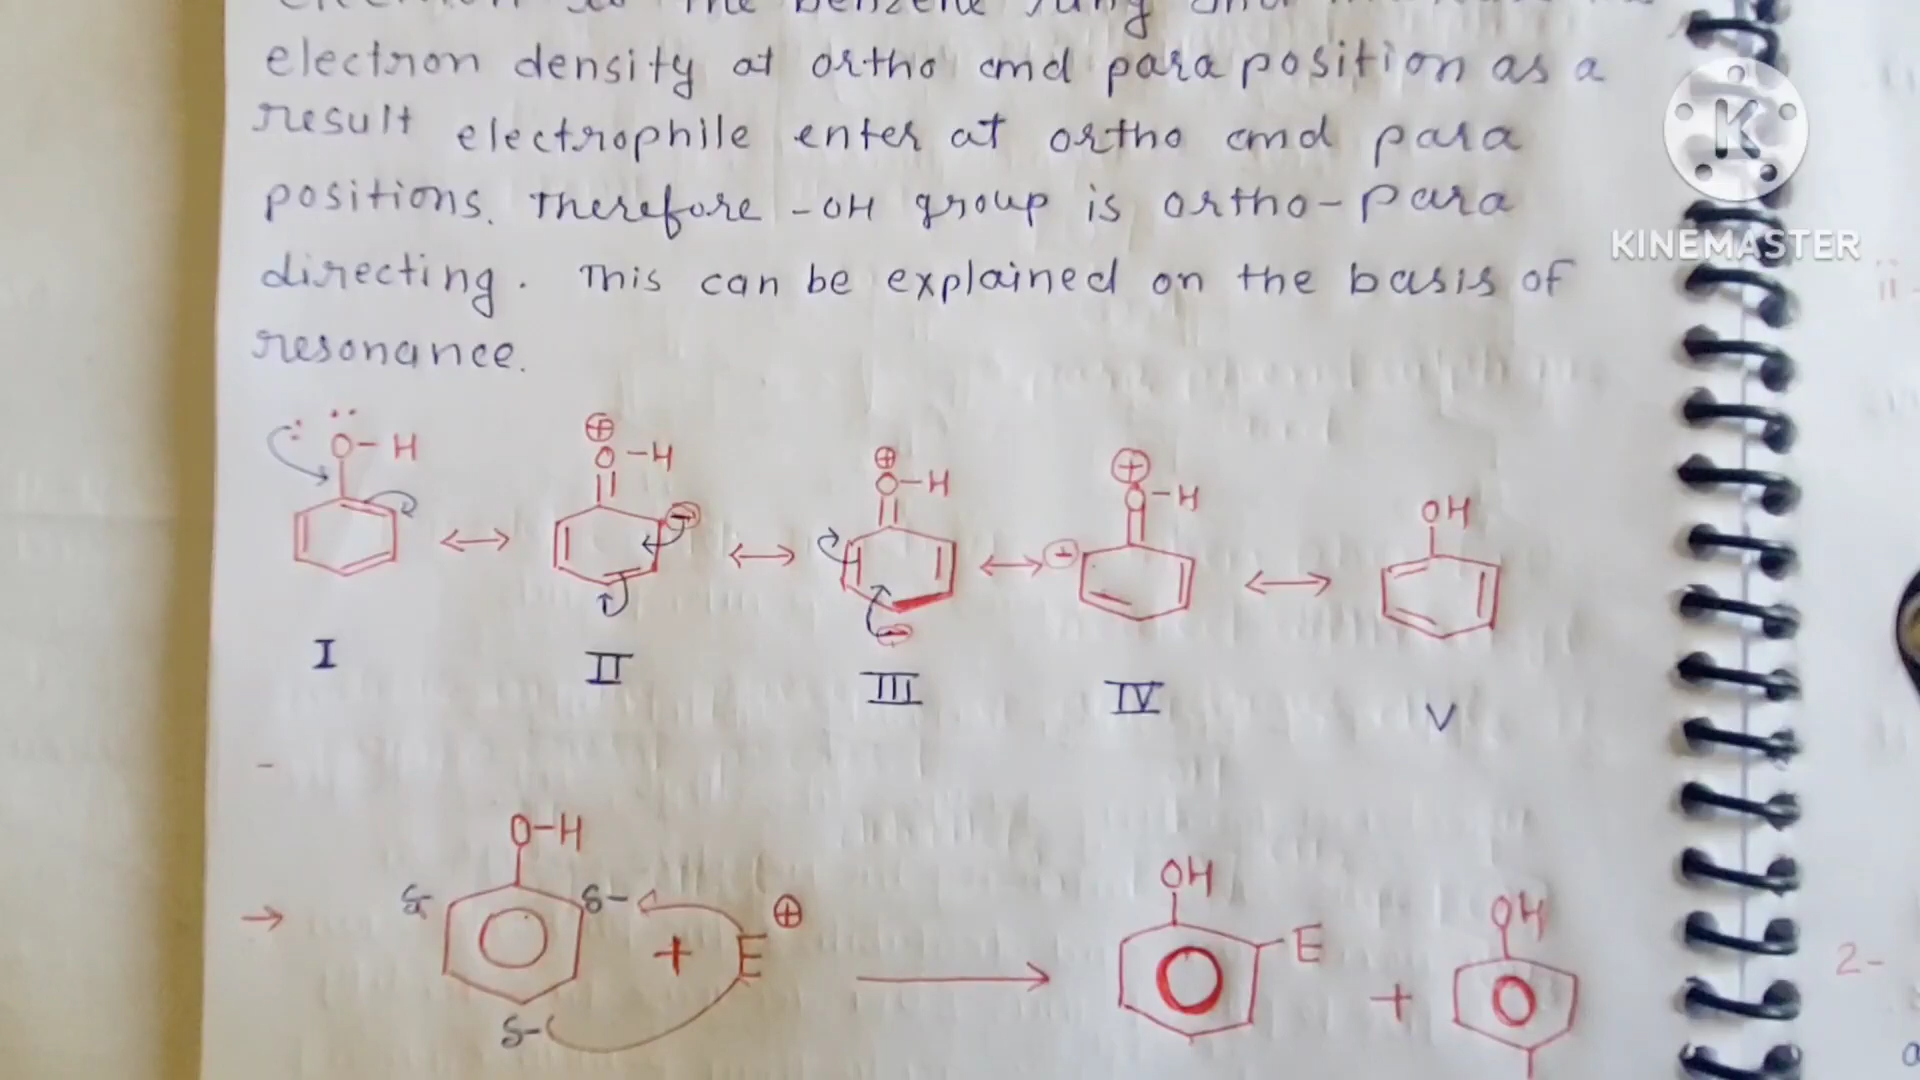 electron density at ortho and para position as a
result electrophile enter at ortho and para
positions. Therefore -OH group is ortho-para
directing. This can be explained on the basis of
resonance.
K
KINEMASTER
O-H
⊕
O-H
⊖
⊕
O-H
⊖
⊕
O-H
+
OH
I
II
III
IV
V
O-H
δ-
δ-
+ E ⊕
OH
E
+
OH
2-